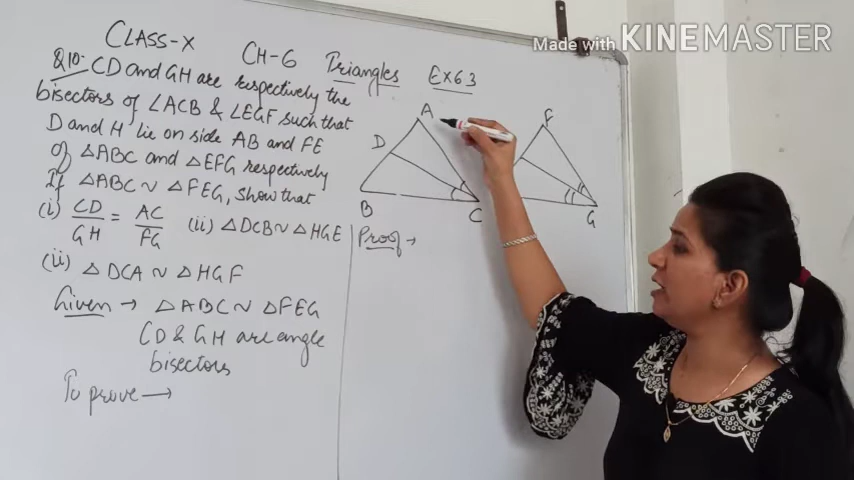 Made with KINEMASTER
CLASS-X CH-6 Triangles EX 6.3
Q10. CD and GH are respectively the
bisectors of ∠ACB & ∠EGF such that
D and H lie on side AB and FE
of △ABC and △EFG respectively
If △ABC ~ △FEG, show that
(i) CD/GH = AC/FG (ii) △DCB ~ △HGE
(ii) △DCA ~ △HGF
Given → △ABC ~ △FEG
CD & GH are angle
bisectors
To prove →
A
D
B
C
F
G
Proof →